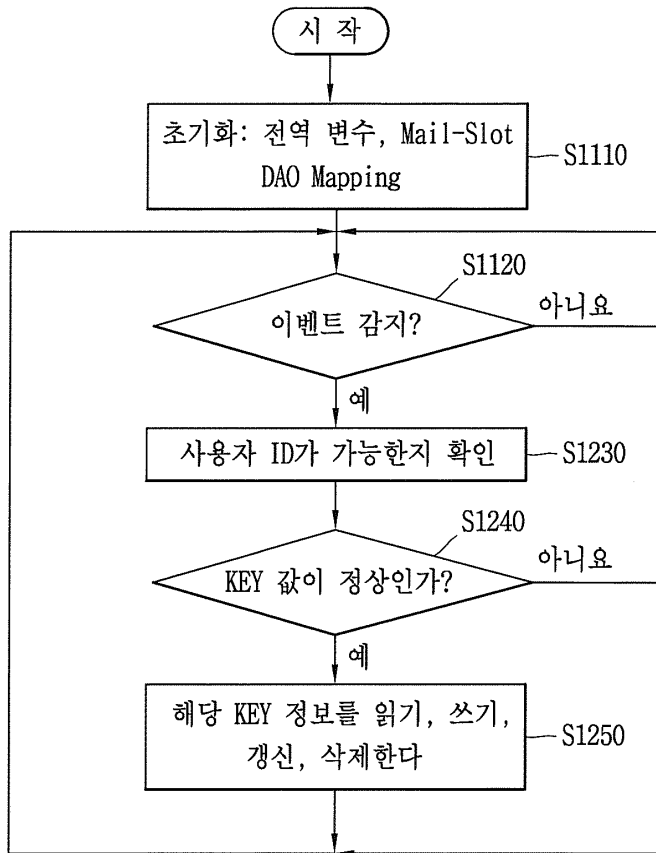 시 작
초기화: 전역 변수, Mail-Slot
DAO Mapping
S1110
S1120
이벤트 감지?
아니요
예
사용자 ID가 가능한지 확인
S1230
S1240
KEY 값이 정상인가?
아니요
예
해당 KEY 정보를 읽기, 쓰기,
갱신, 삭제한다
S1250